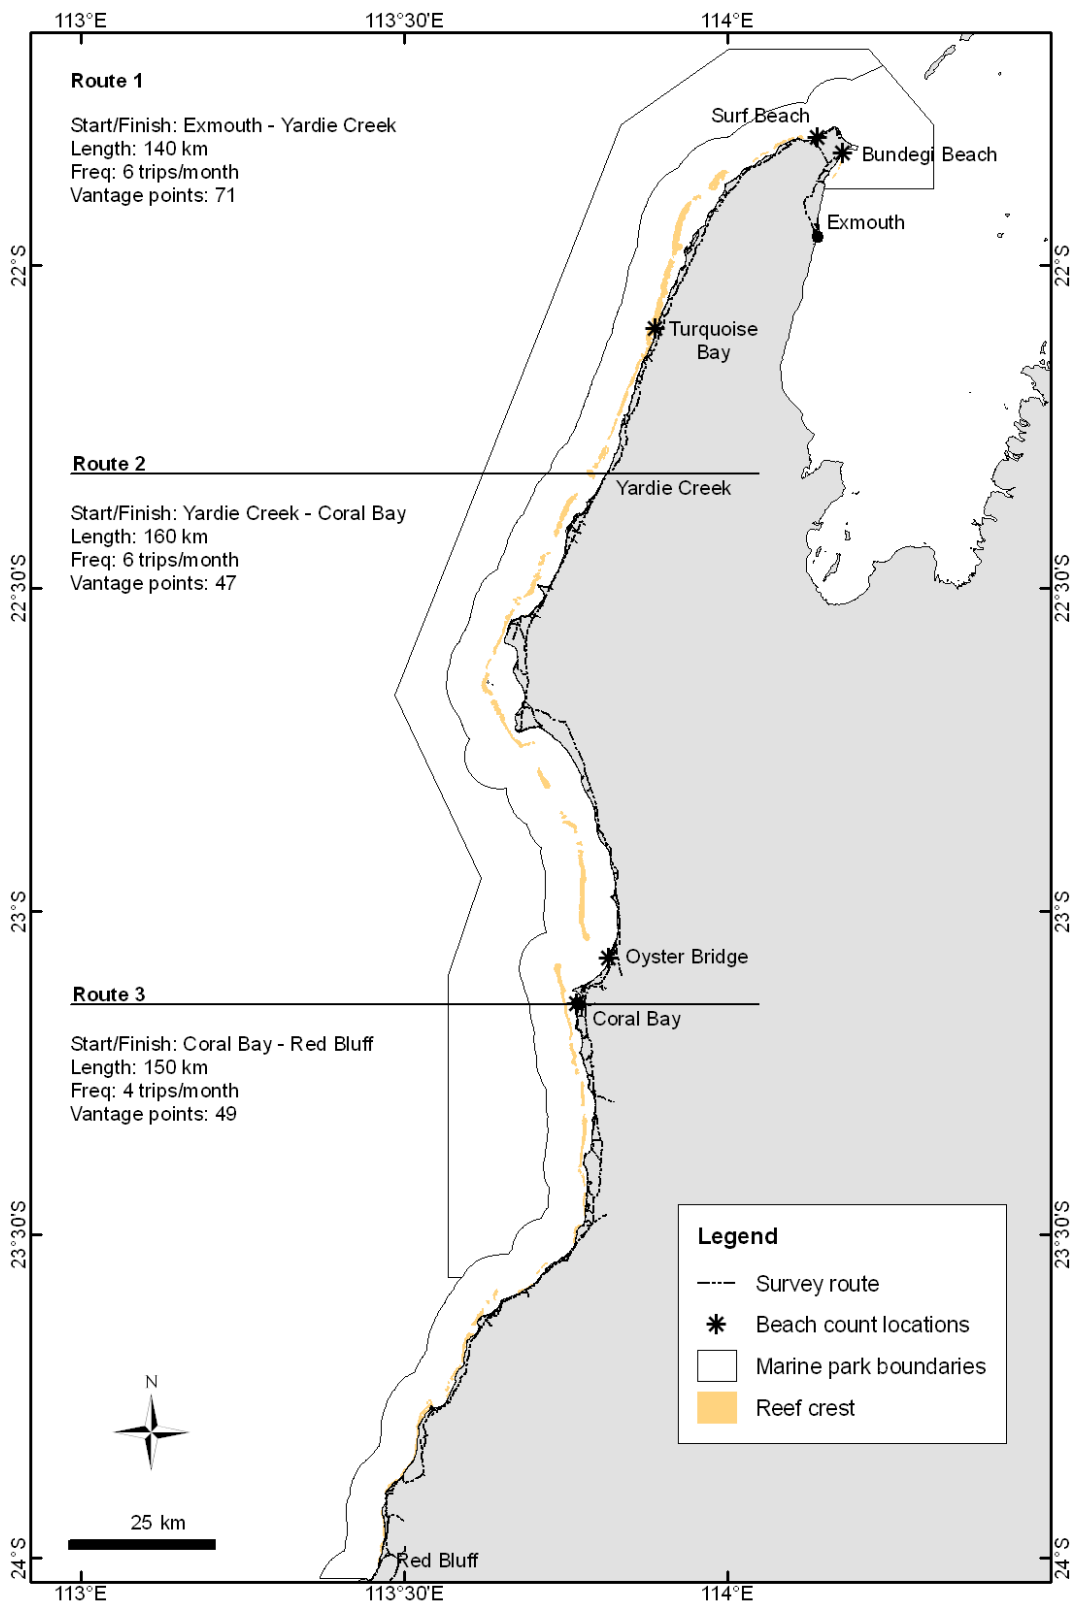 113°E
113°30'E
114°E
Route 1
Start/Finish: Exmouth - Yardie Creek
Length: 140 km
Freq: 6 trips/month
Vantage points: 71
Surf Beach
Bundegi Beach
Exmouth
22°S
22°S
Turquoise
Bay
Route 2
Yardie Creek
Start/Finish: Yardie Creek - Coral Bay
Length: 160 km
Freq: 6 trips/month
Vantage points: 47
22°30'S
22°30'S
23°S
23°S
Oyster Bridge
Route 3
Coral Bay
Start/Finish: Coral Bay - Red Bluff
Length: 150 km
Freq: 4 trips/month
Vantage points: 49
23°30'S
23°30'S
Legend
Survey route
Beach count locations
Marine park boundaries
Reef crest
N
25 km
Red Bluff
24°S
24°S
113°E
113°30'E
114°E